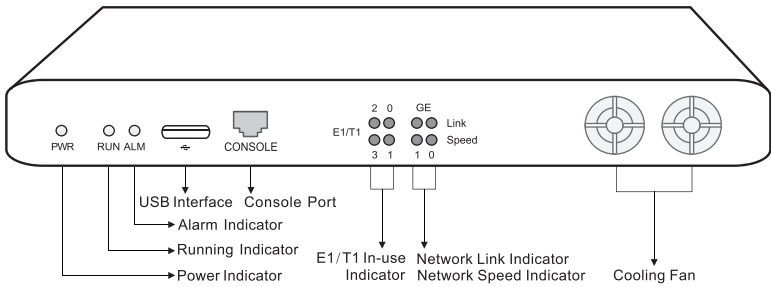 2 0 GE
Link
E1/T1
Speed
PWR RUN ALM CONSOLE
3 1 1 0
USB Interface Console Port
Alarm Indicator
Running Indicator
Power Indicator
E1/T1 In-use
Indicator
Network Link Indicator
Network Speed Indicator
Cooling Fan